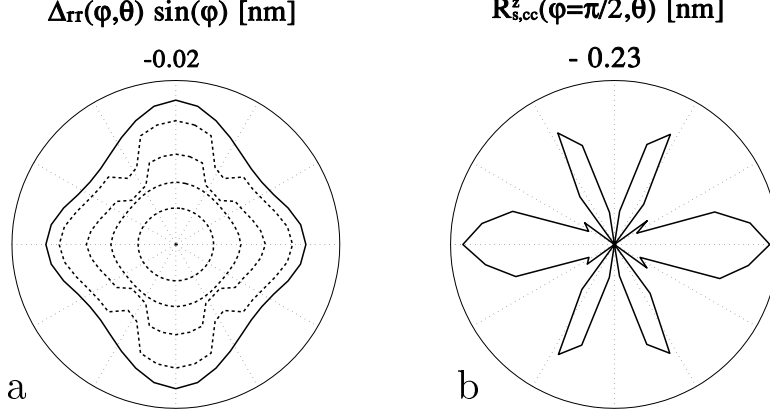 Δrr(φ,θ) sin(φ) [nm]
-0.02
a
R^z_s,cc(φ=π/2,θ) [nm]
- 0.23
b